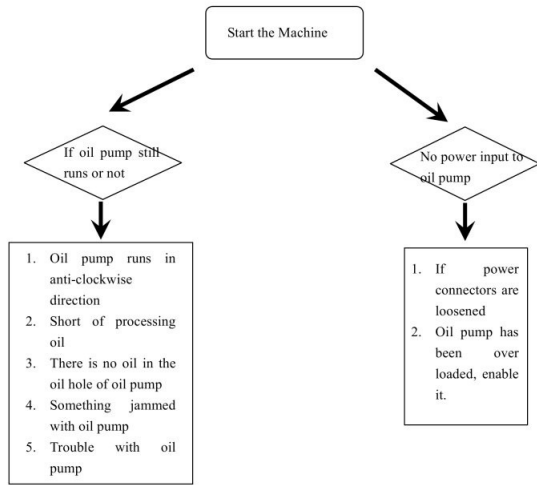 Start the Machine
If oil pump still
runs or not
No power input to
oil pump
1. Oil pump runs in
anti-clockwise
direction
2. Short of processing
oil
3. There is no oil in the
oil hole of oil pump
4. Something jammed
with oil pump
5. Trouble with oil
pump
1. If power
connectors are
loosened
2. Oil pump has
been over
loaded, enable
it.